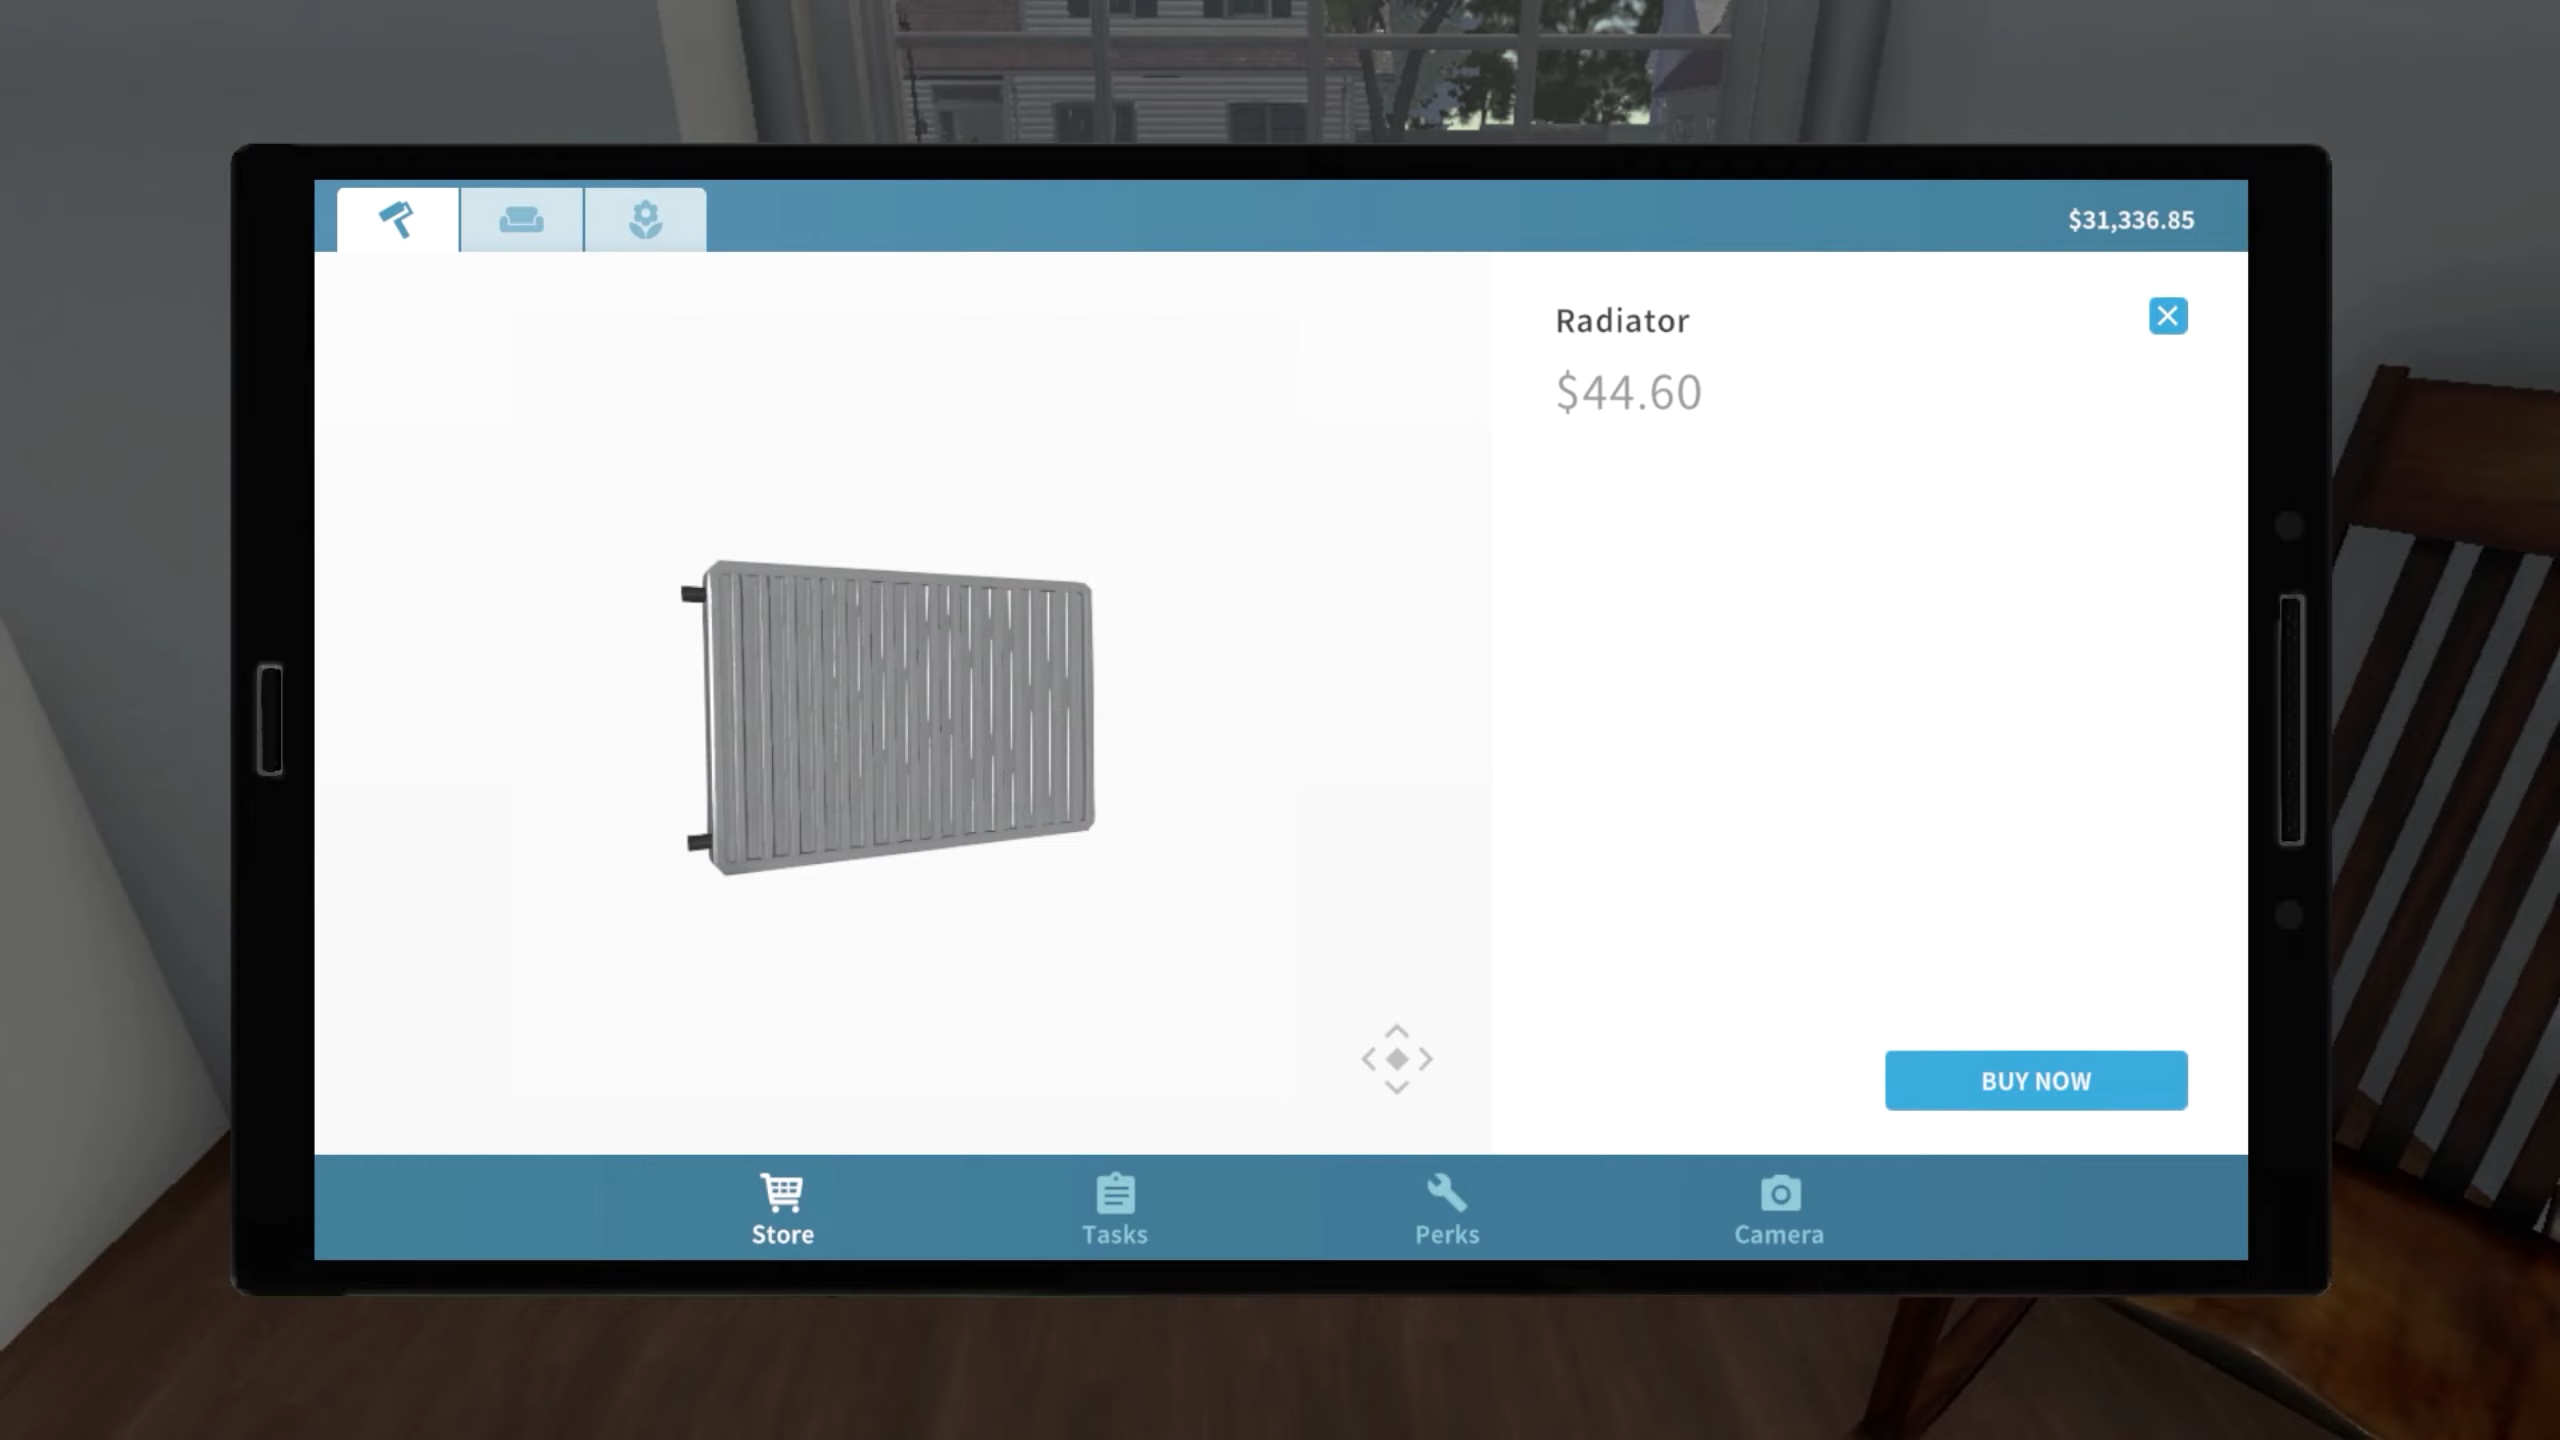 $31,336.85
Radiator
$44.60
BUY NOW
Store
Tasks
Perks
Camera